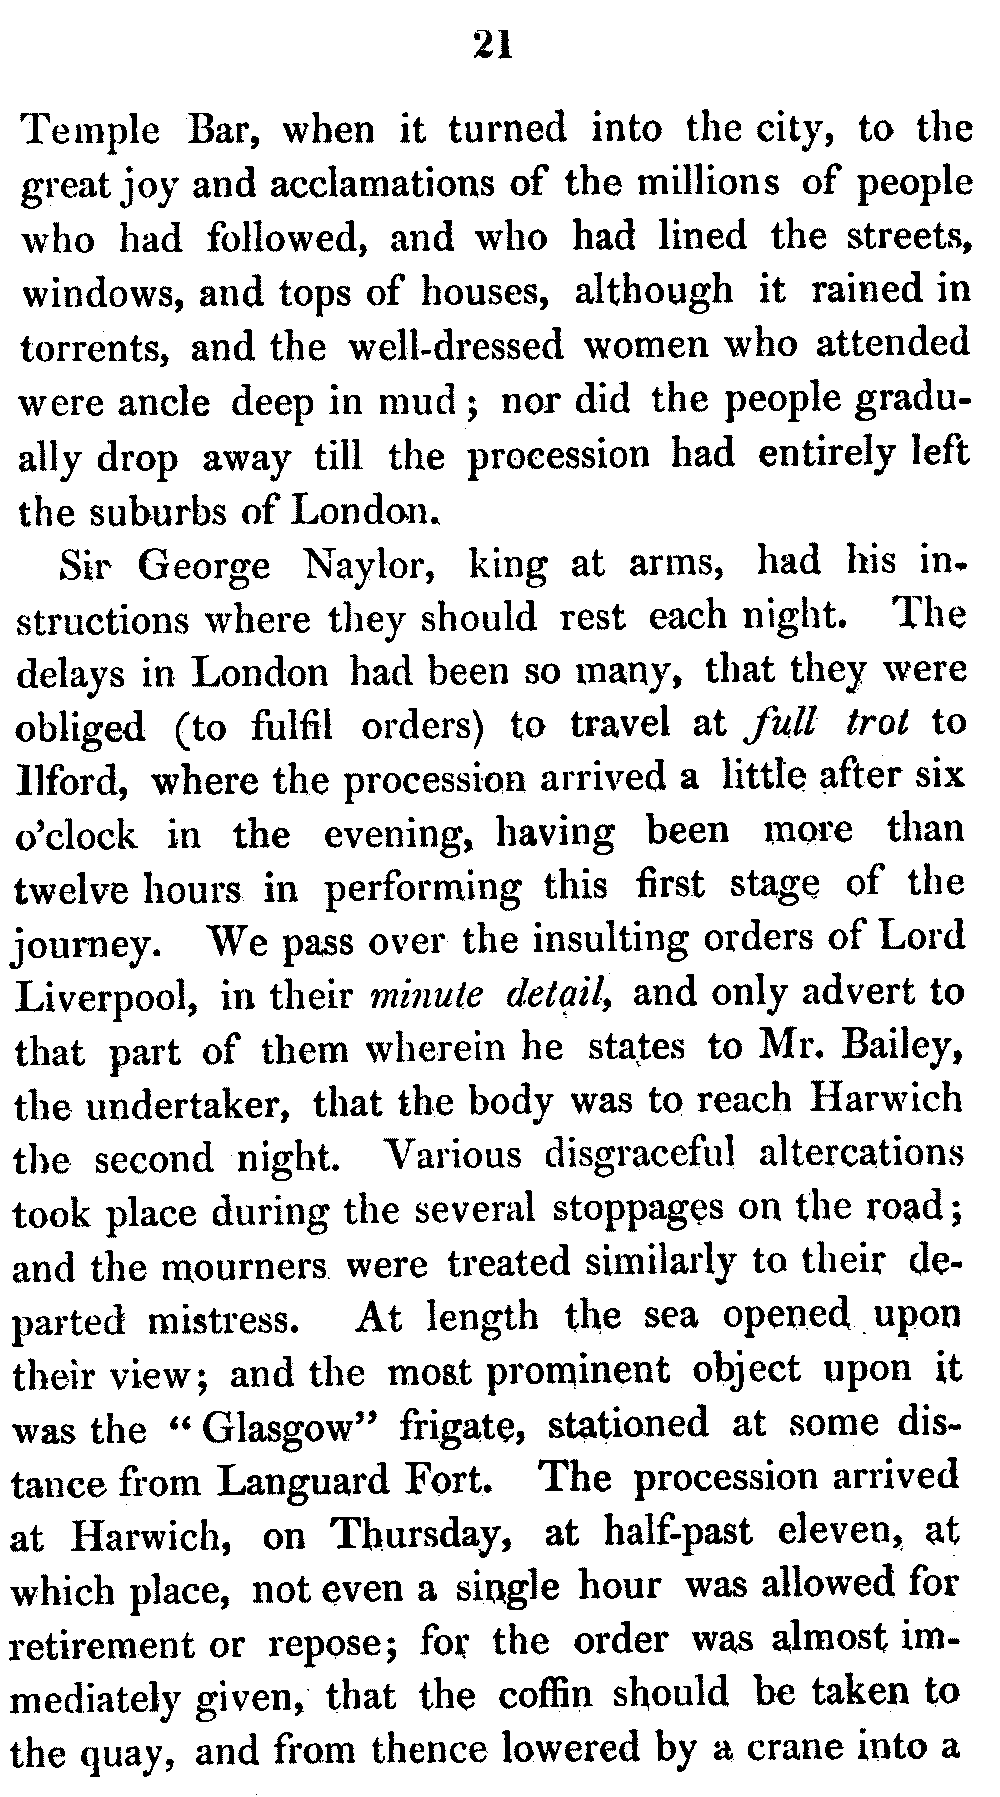 21
Temple Bar, when it turned into the city, to the
great joy and acclamations of the millions of people
who had followed, and who had lined the streets,
windows, and tops of houses, although it rained in
torrents, and the well-dressed women who attended
were ancle deep in mud; nor did the people gradu-
ally drop away till the procession had entirely left
the suburbs of London.
Sir George Naylor, king at arms, had his in-
structions where they should rest each night. The
delays in London had been so many, that they were
obliged (to fulfil orders) to travel at full trot to
Ilford, where the procession arrived a little after six
o'clock in the evening, having been more than
twelve hours in performing this first stage of the
journey. We pass over the insulting orders of Lord
Liverpool, in their minute detail, and only advert to
that part of them wherein he states to Mr. Bailey,
the undertaker, that the body was to reach Harwich
the second night. Various disgraceful altercations
took place during the several stoppages on the road;
and the mourners were treated similarly to their de-
parted mistress. At length the sea opened upon
their view; and the most prominent object upon it
was the “Glasgow” frigate, stationed at some dis-
tance from Languard Fort. The procession arrived
at Harwich, on Thursday, at half-past eleven, at
which place, not even a single hour was allowed for
retirement or repose; for the order was almost im-
mediately given, that the coffin should be taken to
the quay, and from thence lowered by a crane into a